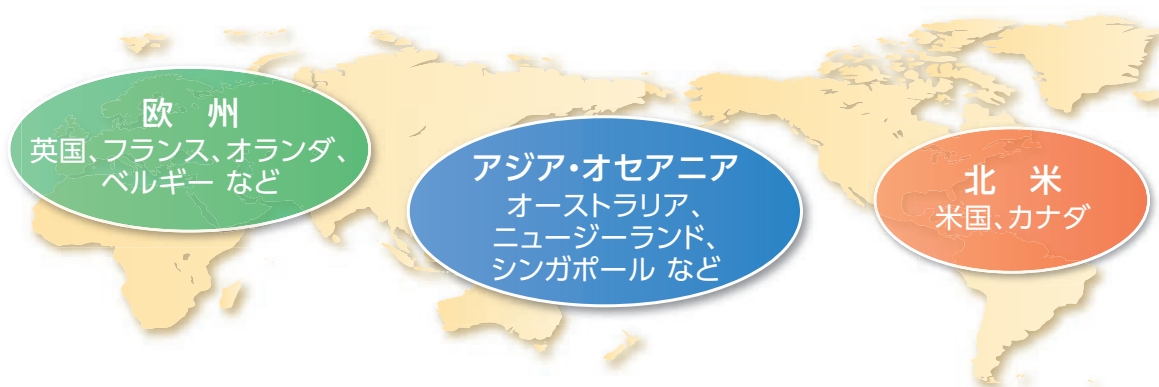 欧　州
英国、フランス、オランダ、
ベルギー など
アジア・オセアニア
オーストラリア、
ニュージーランド、
シンガポール など
北　米
米国、カナダ